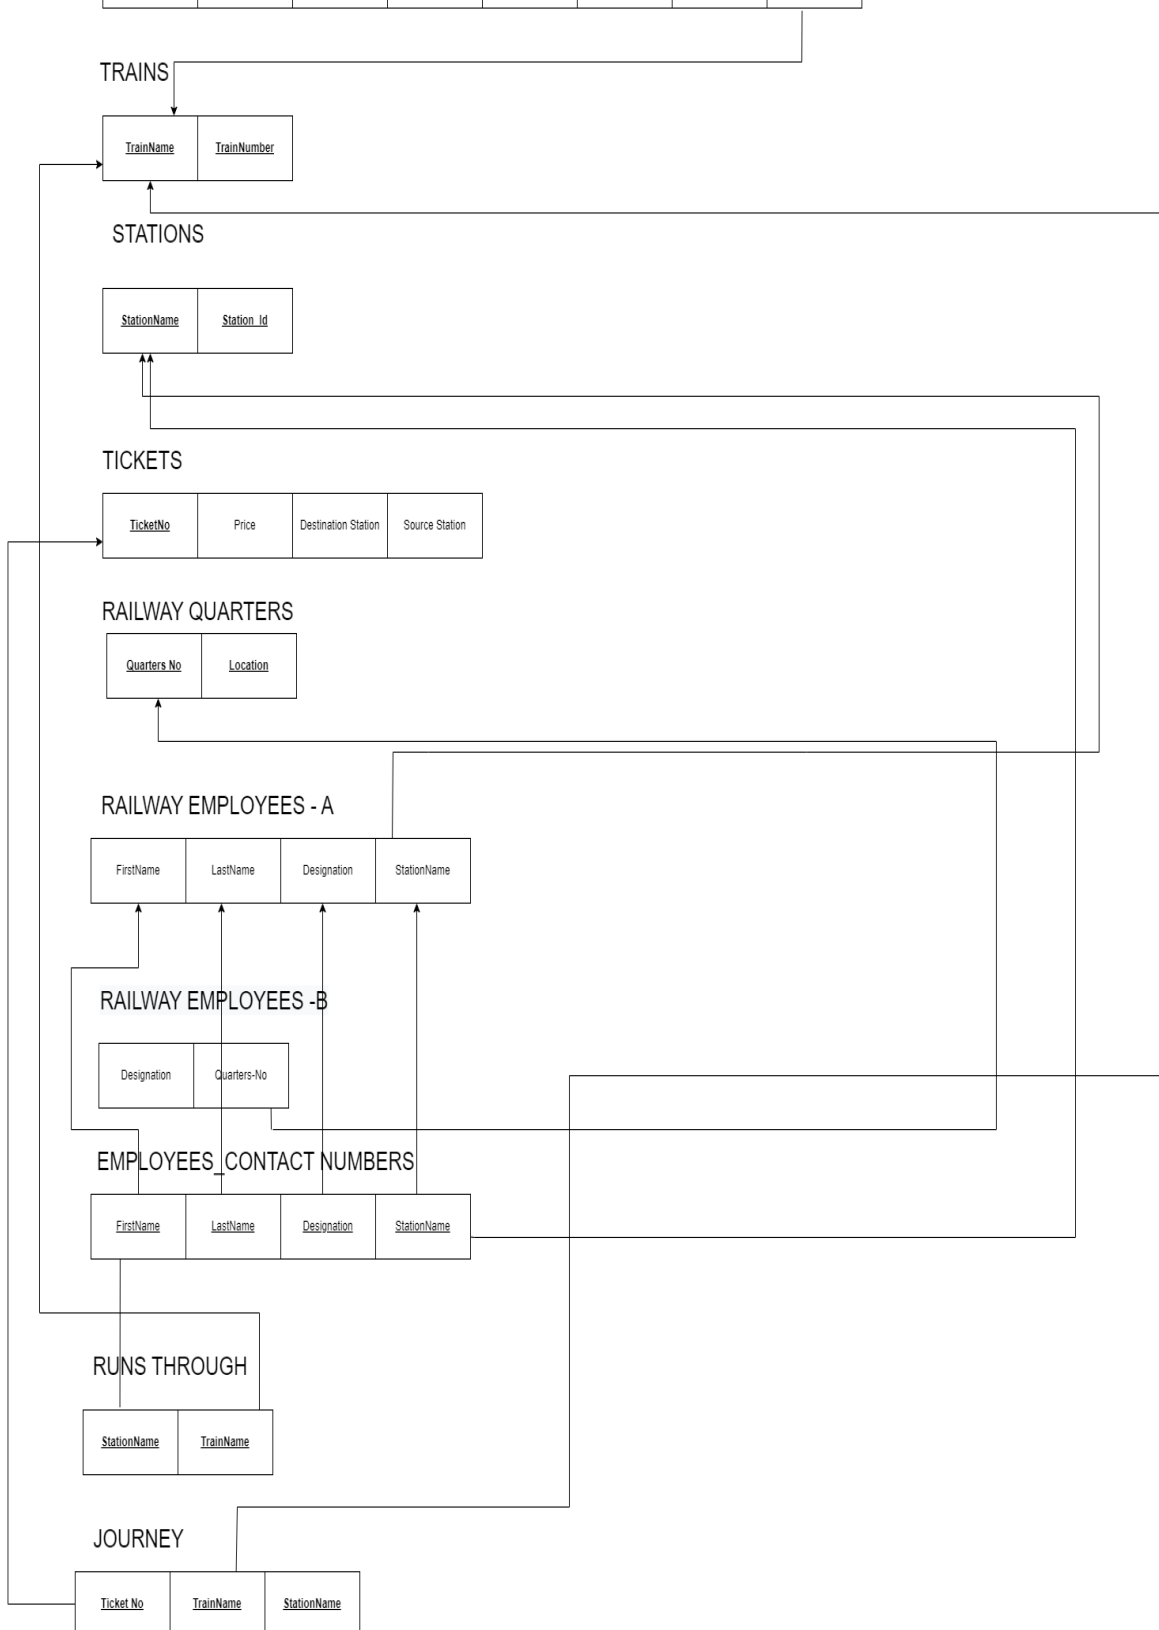 TRAINS
TrainName TrainNumber
STATIONS
StationName Station_Id
TICKETS
TicketNo Price Destination Station Source Station
RAILWAY QUARTERS
Quarters No Location
RAILWAY EMPLOYEES - A
FirstName LastName Designation StationName
RAILWAY EMPLOYEES -B
Designation Quarters-No
EMPLOYEES_CONTACT NUMBERS
FirstName LastName Designation StationName
RUNS THROUGH
StationName TrainName
JOURNEY
Ticket No TrainName StationName